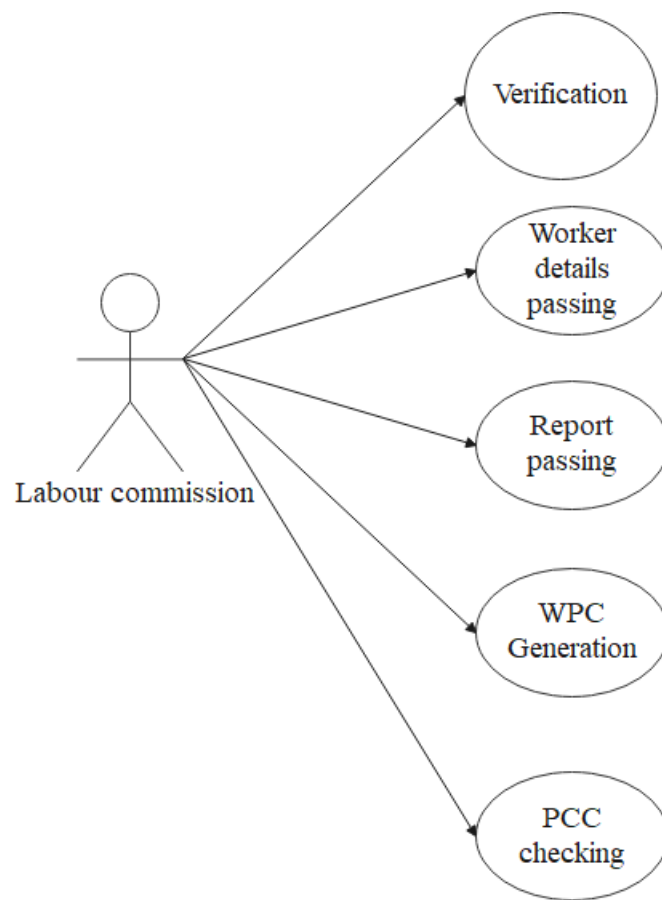 Verification
Worker
details
passing
Report
passing
Labour commission
WPC
Generation
PCC
checking